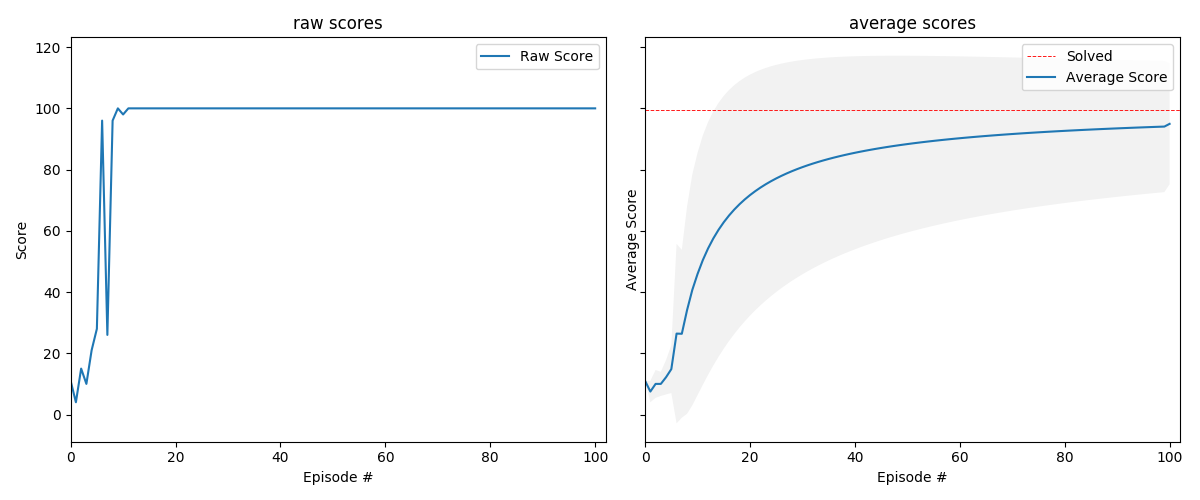 raw scores
Raw Score
Score
120
100
80
60
40
20
0
0 20 40 60 80 100
Episode #
average scores
Solved
Average Score
Average Score
0 20 40 60 80 100
Episode #